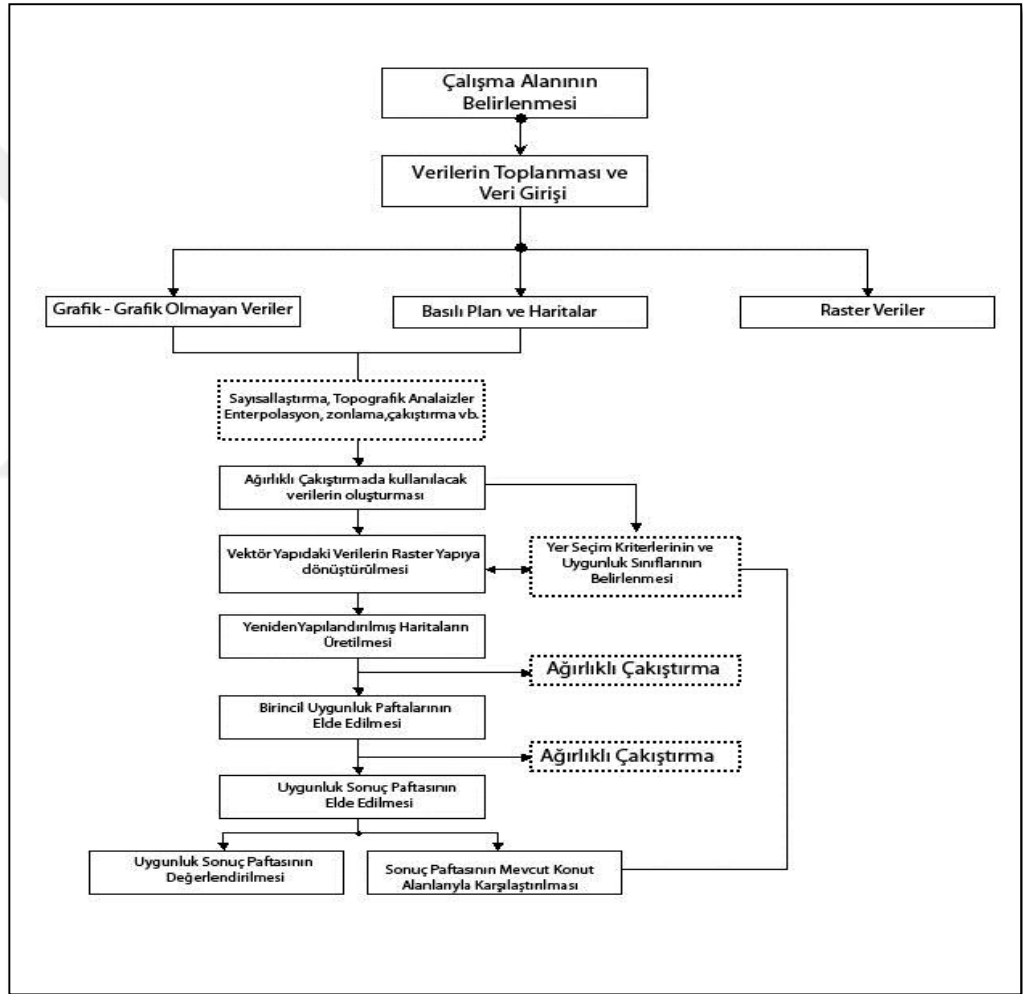 Çalışma Alanının
Belirlenmesi
Verilerin Toplanması ve
Veri Girişi
Grafik - Grafik Olmayan Veriler
Basılı Plan ve Haritalar
Raster Veriler
Sayısallaştırma, Topografik Analaizler
Enterpolasyon, zonlama,çakıştırma vb.
Ağırlıklı Çakıştırmada kullanılacak
verilerin oluşturması
Vektör Yapıdaki Verilerin Raster Yapıya
dönüştürülmesi
Yer Seçim Kriterlerinin ve
Uygunluk Sınıflarının
Belirlenmesi
YenidenYapılandırılmış Haritaların
Üretilmesi
Ağırlıklı Çakıştırma
Birincil Uygunluk Paftalarının
Elde Edilmesi
Ağırlıklı Çakıştırma
Uygunluk Sonuç Paftasının
Elde Edilmesi
Uygunluk Sonuç Paftasının
Değerlendirilmesi
Sonuç Paftasının Mevcut Konut
Alanlarıyla Karşılaştırılması